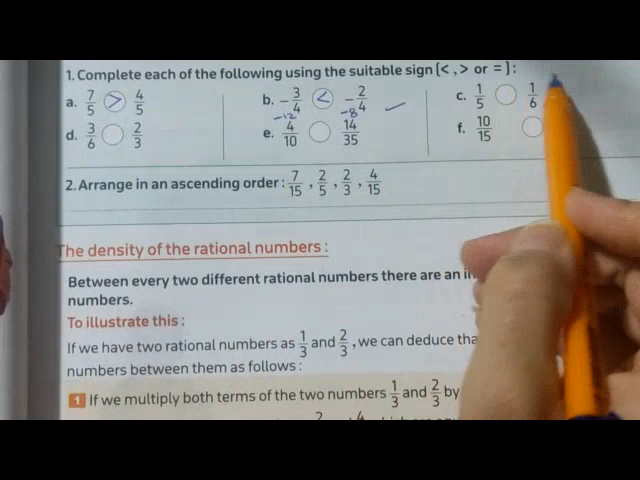 1. Complete each of the following using the suitable sign (<, > or =):
a. 7/5 > 4/5 b. -3/4 < -2/4 c. 1/5 1/6
-12 -8
d. 3/6 2/3 e. 4/10 14/35 f. 10/15
2. Arrange in an ascending order: 7/15, 2/5, 2/3, 4/15
The density of the rational numbers:
Between every two different rational numbers there are an
numbers.
To illustrate this:
If we have two rational numbers as 1/3 and 2/3, we can deduce
numbers between them as follows:
1 If we multiply both terms of the two numbers 1/3 and 2/3 by